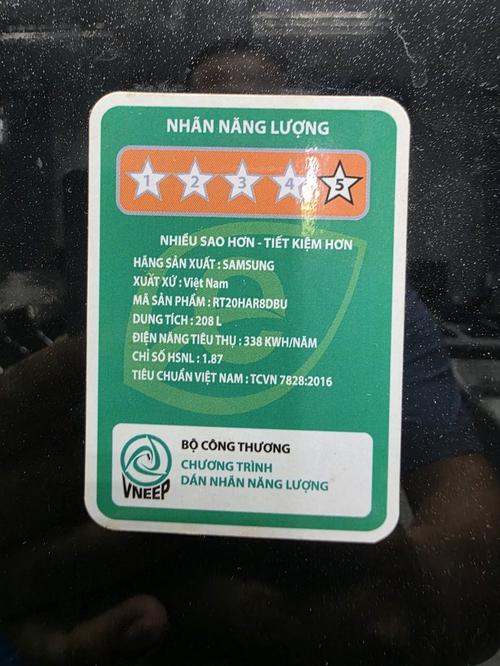 NHÃN NĂNG LƯỢNG
1 2 3 4 5
NHIỀU SAO HƠN - TIẾT KIỆM HƠN
HÃNG SẢN XUẤT : SAMSUNG
XUẤT XỨ : Việt Nam
MÃ SẢN PHẨM : RT20HAR8DBU
DUNG TÍCH : 208 L
ĐIỆN NĂNG TIÊU THỤ : 338 KWH/NĂM
CHỈ SỐ HSNL : 1.87
TIÊU CHUẨN VIỆT NAM : TCVN 7828:2016
BỘ CÔNG THƯƠNG
CHƯƠNG TRÌNH
DÁN NHÃN NĂNG LƯỢNG
VNEEP